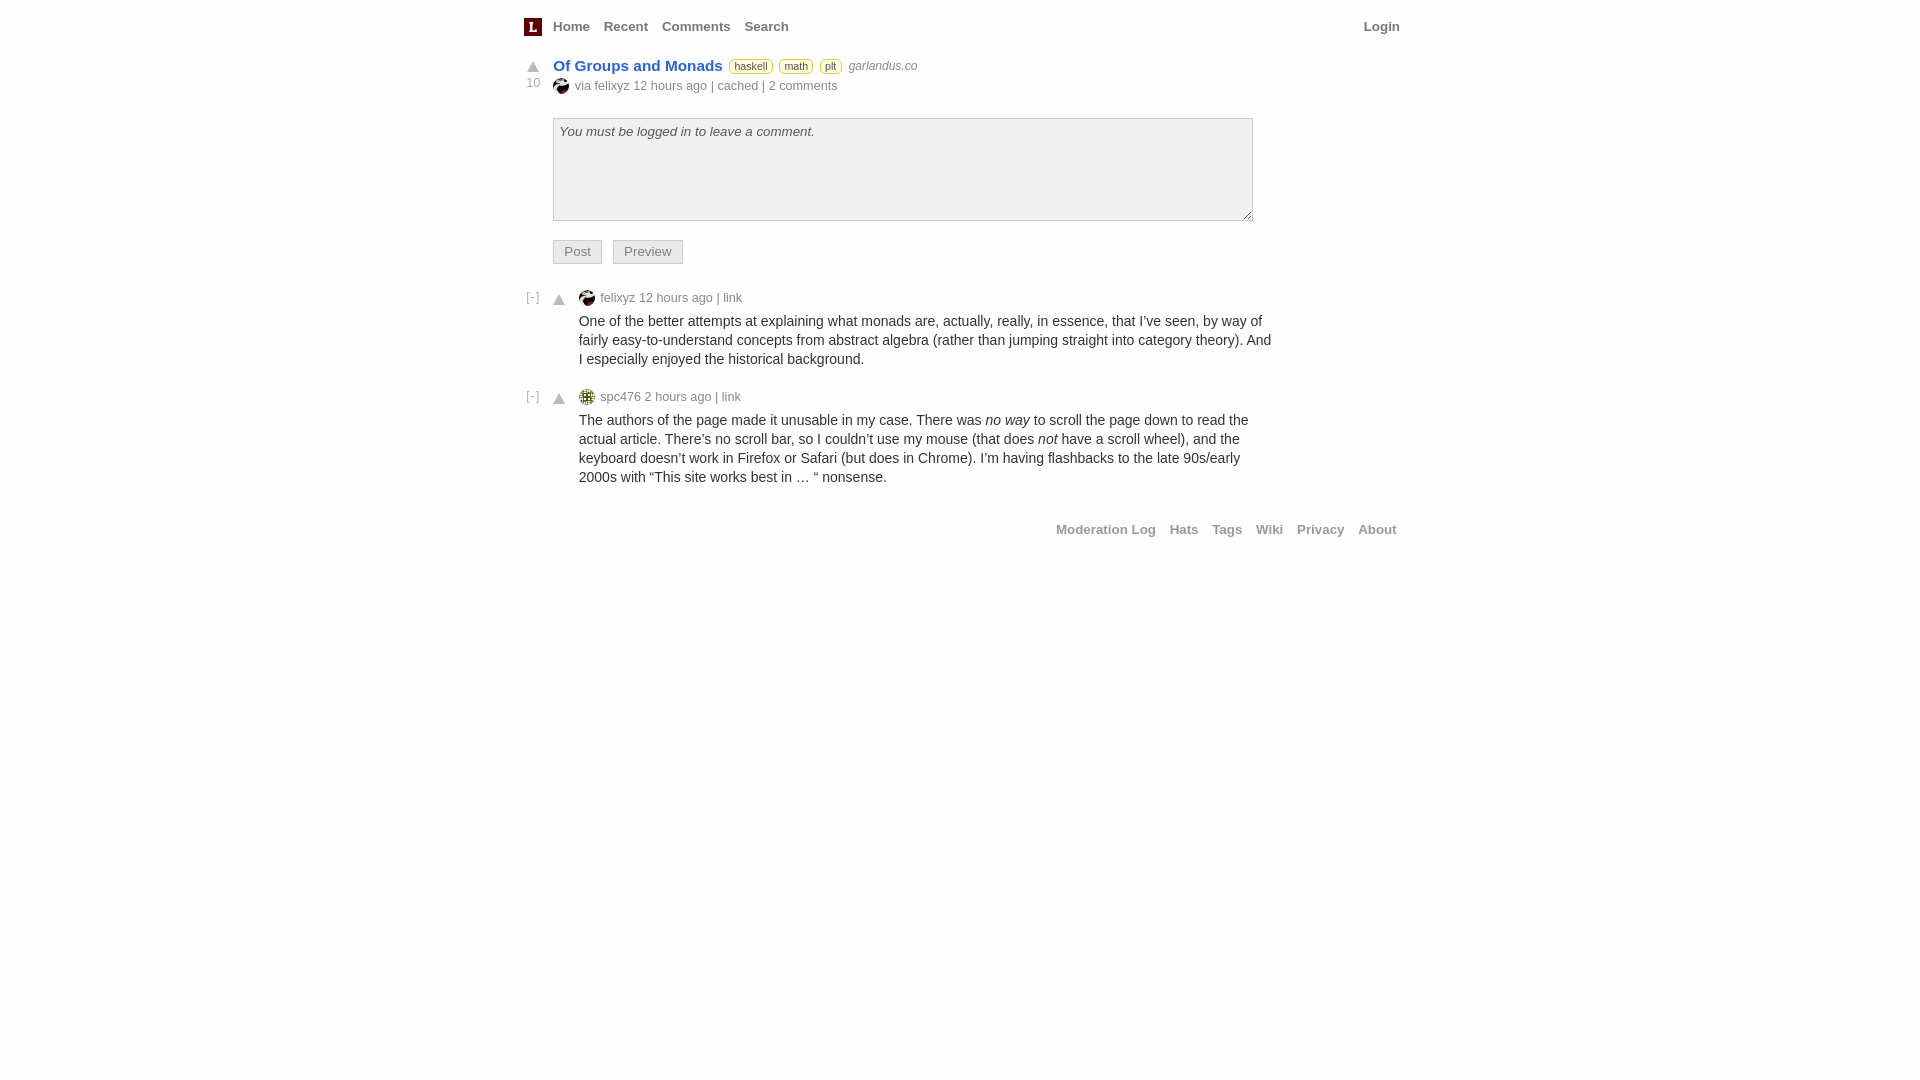 L Home Recent Comments Search Login
Of Groups and Monads haskell math plt garlandus.co
10 via felixyz 12 hours ago | cached | 2 comments
You must be logged in to leave a comment.
Post Preview
[-] felixyz 12 hours ago | link
One of the better attempts at explaining what monads are, actually, really, in essence, that I’ve seen, by way of
fairly easy-to-understand concepts from abstract algebra (rather than jumping straight into category theory). And
I especially enjoyed the historical background.
[-] spc476 2 hours ago | link
The authors of the page made it unusable in my case. There was no way to scroll the page down to read the
actual article. There’s no scroll bar, so I couldn’t use my mouse (that does not have a scroll wheel), and the
keyboard doesn’t work in Firefox or Safari (but does in Chrome). I’m having flashbacks to the late 90s/early
2000s with “This site works best in … “ nonsense.
Moderation Log Hats Tags Wiki Privacy About